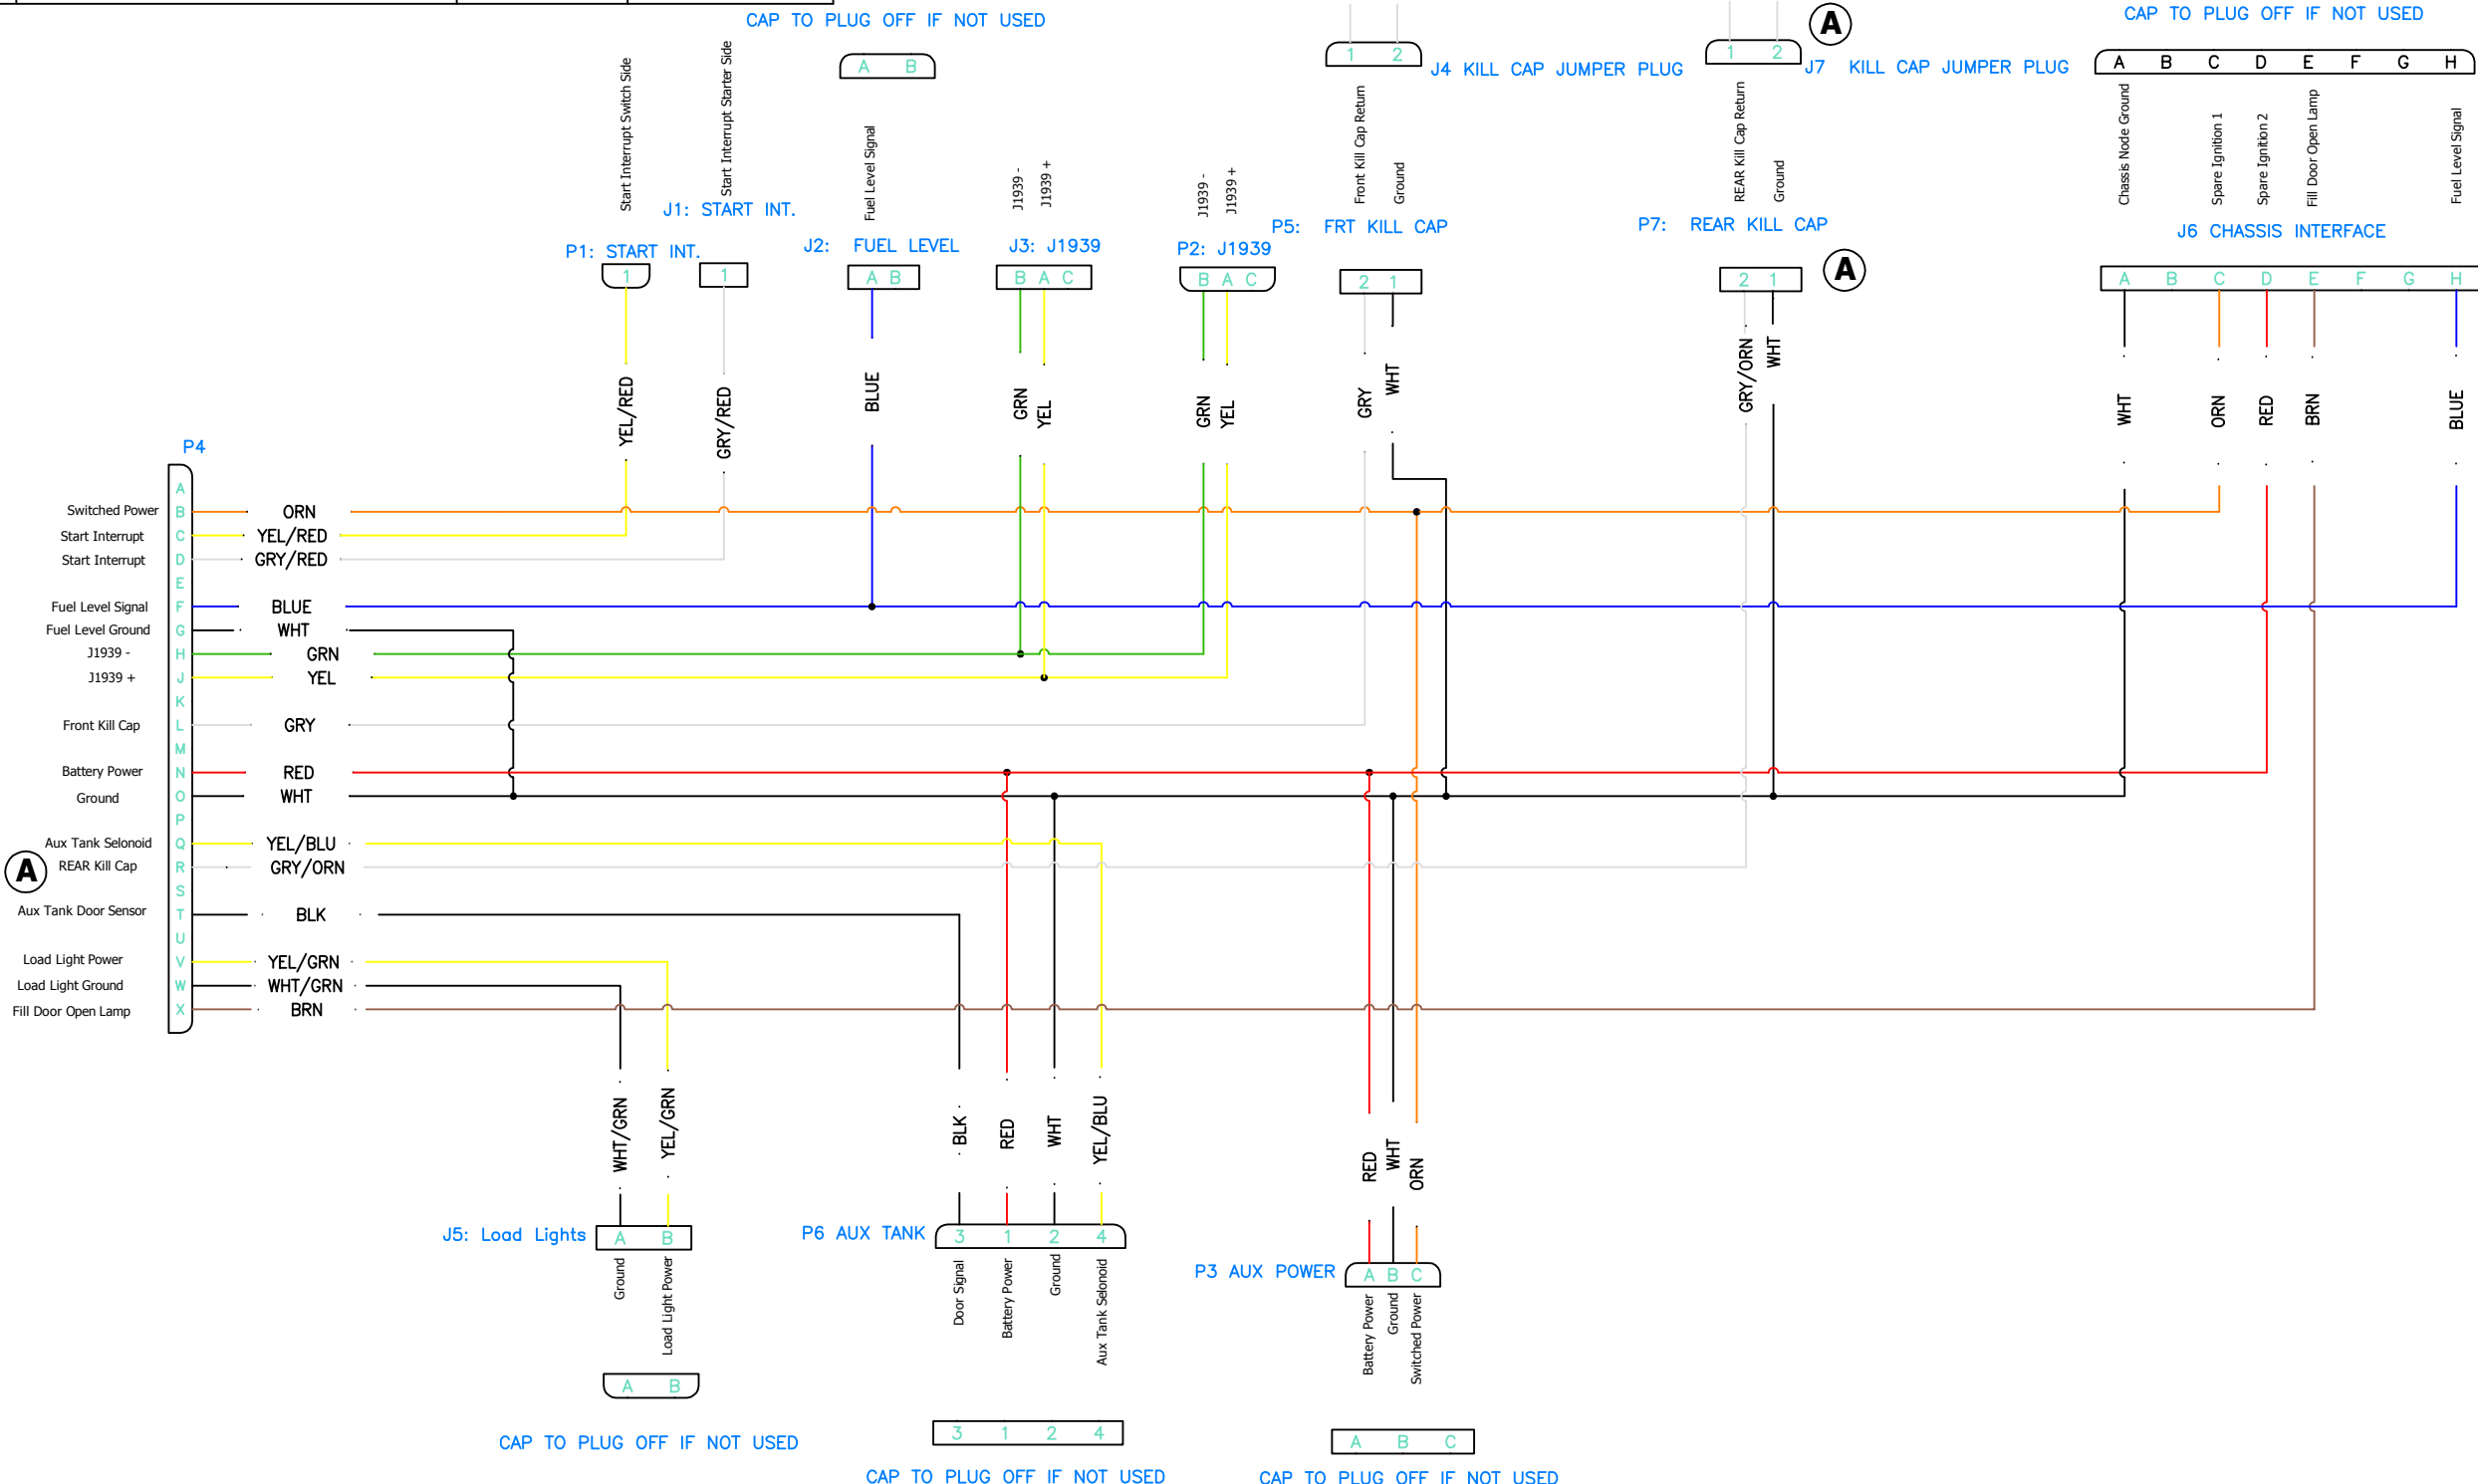 CAP TO PLUG OFF IF NOT USED
CAP TO PLUG OFF IF NOT USED
A B
1 2
J4 KILL CAP JUMPER PLUG
1 2
A
J7 KILL CAP JUMPER PLUG
A B C D E F G H
Start Interrupt Switch Side
Start Interrupt Starter Side
Fuel Level Signal
J1939 -
J1939 +
J1939 -
J1939 +
Front Kill Cap Return
Ground
REAR Kill Cap Return
Ground
Chassis Node Ground
Spare Ignition 1
Spare Ignition 2
Fill Door Open Lamp
Fuel Level Signal
P1: START INT.
J1: START INT.
J2: FUEL LEVEL
J3: J1939
P2: J1939
P5: FRT KILL CAP
P7: REAR KILL CAP
J6 CHASSIS INTERFACE
1
1
A B
B A C
B A C
2 1
2 1
A
A B C D E F G H
YEL/RED
GRY/RED
BLUE
GRN
YEL
GRN
YEL
GRY
WHT
GRY/ORN
WHT
WHT
ORN
RED
BRN
BLUE
P4
A
Switched Power B ORN
Start Interrupt C YEL/RED
Start Interrupt D GRY/RED
E
Fuel Level Signal F BLUE
Fuel Level Ground G WHT
J1939 - H GRN
J1939 + J YEL
K
Front Kill Cap L GRY
M
Battery Power N RED
Ground O WHT
P
Aux Tank Selonoid Q YEL/BLU
A REAR Kill Cap R GRY/ORN
S
Aux Tank Door Sensor T BLK
U
Load Light Power V YEL/GRN
Load Light Ground W WHT/GRN
Fill Door Open Lamp X BRN
WHT/GRN
YEL/GRN
BLK
RED
WHT
YEL/BLU
RED
WHT
ORN
J5: Load Lights
A B
P6 AUX TANK
3 1 2 4
P3 AUX POWER
A B C
Ground
Load Light Power
Door Signal
Battery Power
Ground
Aux Tank Selonoid
Battery Power
Ground
Switched Power
A B
3 1 2 4
A B C
CAP TO PLUG OFF IF NOT USED
CAP TO PLUG OFF IF NOT USED
CAP TO PLUG OFF IF NOT USED